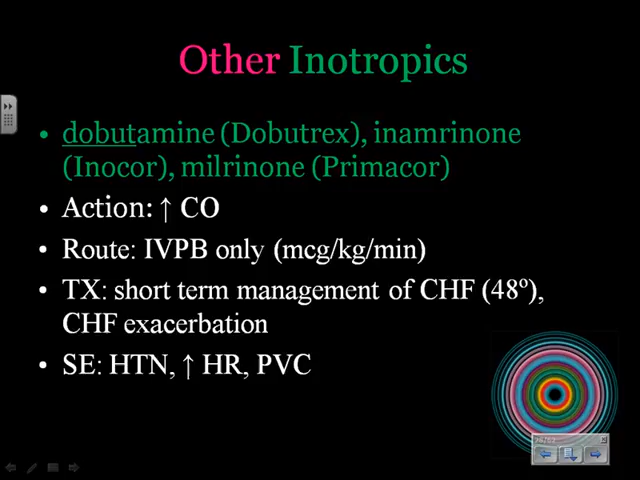 Other Inotropics
• dobutamine (Dobutrex), inamrinone
(Inocor), milrinone (Primacor)
• Action: ↑ CO
• Route: IVPB only (mcg/kg/min)
• TX: short term management of CHF (48º),
CHF exacerbation
• SE: HTN, ↑ HR, PVC